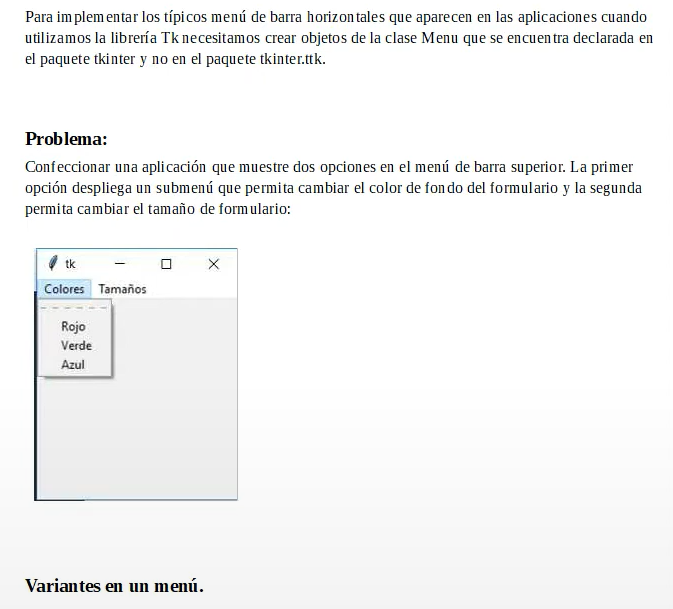 Para implementar los típicos menú de barra horizontales que aparecen en las aplicaciones cuando
utilizamos la librería Tk necesitamos crear objetos de la clase Menu que se encuentra declarada en
el paquete tkinter y no en el paquete tkinter.ttk.
Problema:
Confeccionar una aplicación que muestre dos opciones en el menú de barra superior. La primer
opción despliega un submenú que permita cambiar el color de fondo del formulario y la segunda
permita cambiar el tamaño de formulario:
tk
Colores Tamaños
Rojo
Verde
Azul
Variantes en un menú.